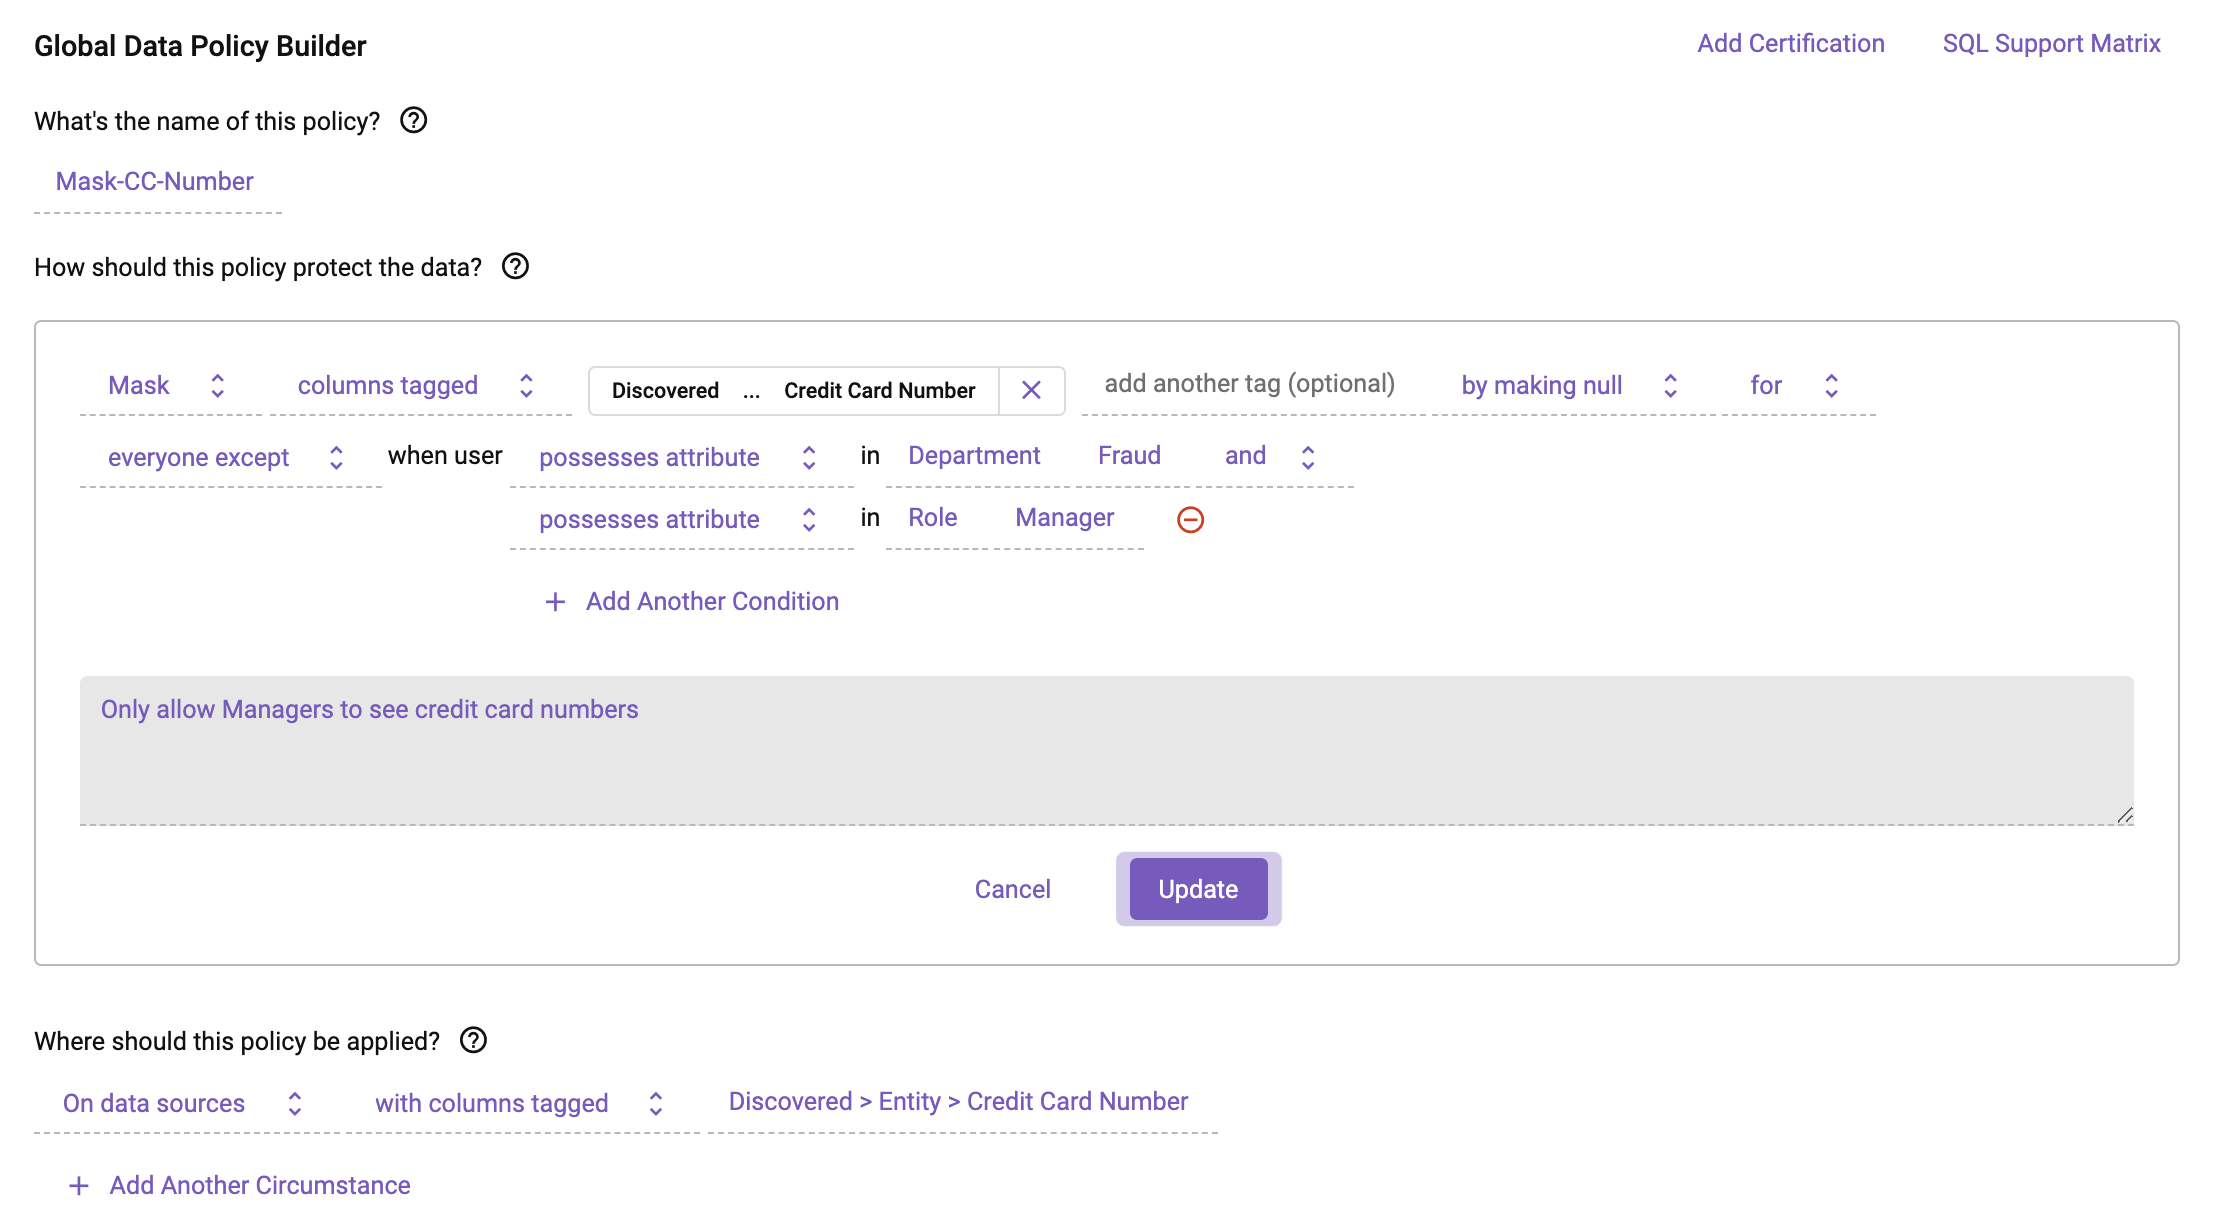 Global Data Policy Builder Add Certification SQL Support Matrix
What's the name of this policy? ?
Mask-CC-Number
How should this policy protect the data? ?
Mask columns tagged Discovered ... Credit Card Number add another tag (optional) by making null for
everyone except when user possesses attribute in Department Fraud and
possesses attribute in Role Manager
+ Add Another Condition
Only allow Managers to see credit card numbers
Cancel Update
Where should this policy be applied? ?
On data sources with columns tagged Discovered > Entity > Credit Card Number
+ Add Another Circumstance